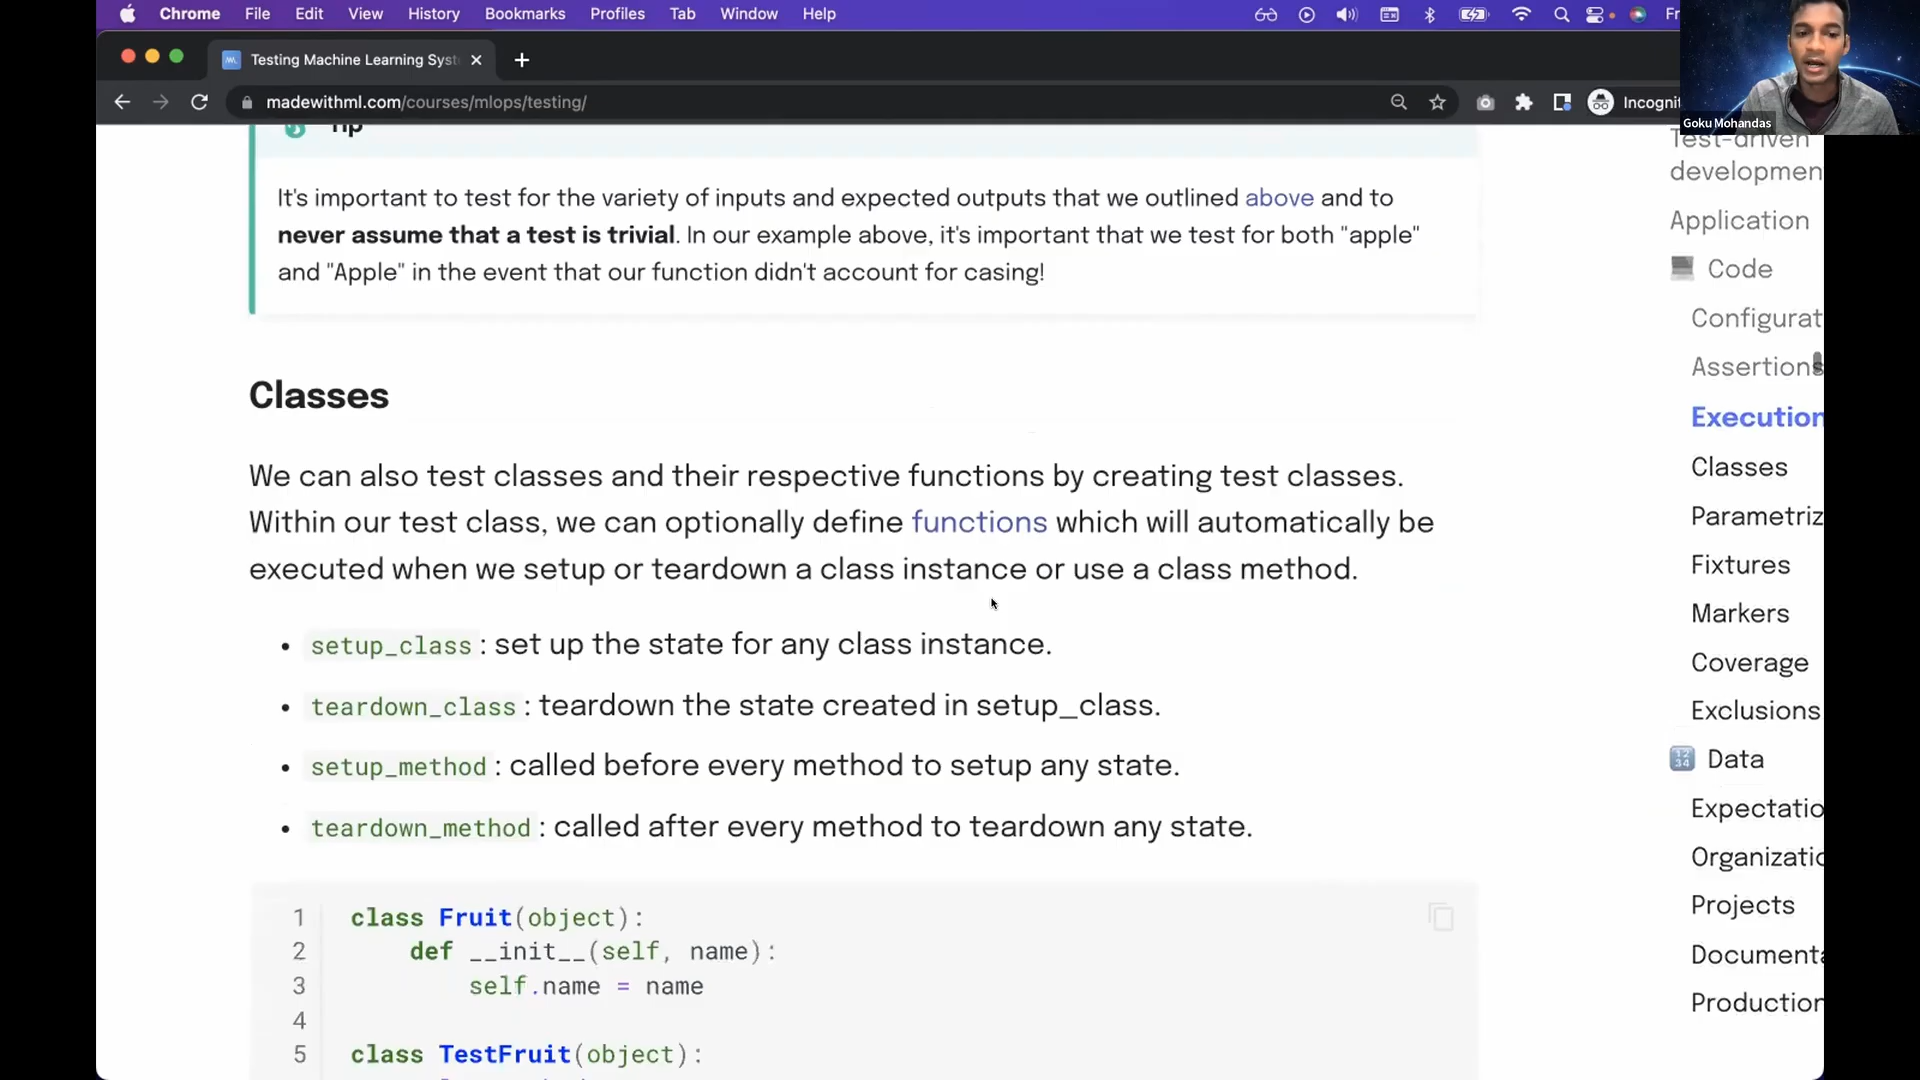 Chrome File Edit View History Bookmarks Profiles Tab Window Help Fr
Testing Machine Learning Syst
madewithml.com/courses/mlops/testing/ Incognit
Goku Mohandas
Tip
It's important to test for the variety of inputs and expected outputs that we outlined above and to
never assume that a test is trivial. In our example above, it's important that we test for both "apple"
and "Apple" in the event that our function didn't account for casing!
Classes
We can also test classes and their respective functions by creating test classes.
Within our test class, we can optionally define functions which will automatically be
executed when we setup or teardown a class instance or use a class method.
• setup_class : set up the state for any class instance.
• teardown_class : teardown the state created in setup_class.
• setup_method : called before every method to setup any state.
• teardown_method : called after every method to teardown any state.
1 class Fruit(object):
2 def __init__(self, name):
3 self.name = name
4
5 class TestFruit(object):
Test-driven
developmen
Application
Code
Configurat
Assertions
Execution
Classes
Parametriz
Fixtures
Markers
Coverage
Exclusions
Data
Expectatio
Organizatio
Projects
Documenta
Production